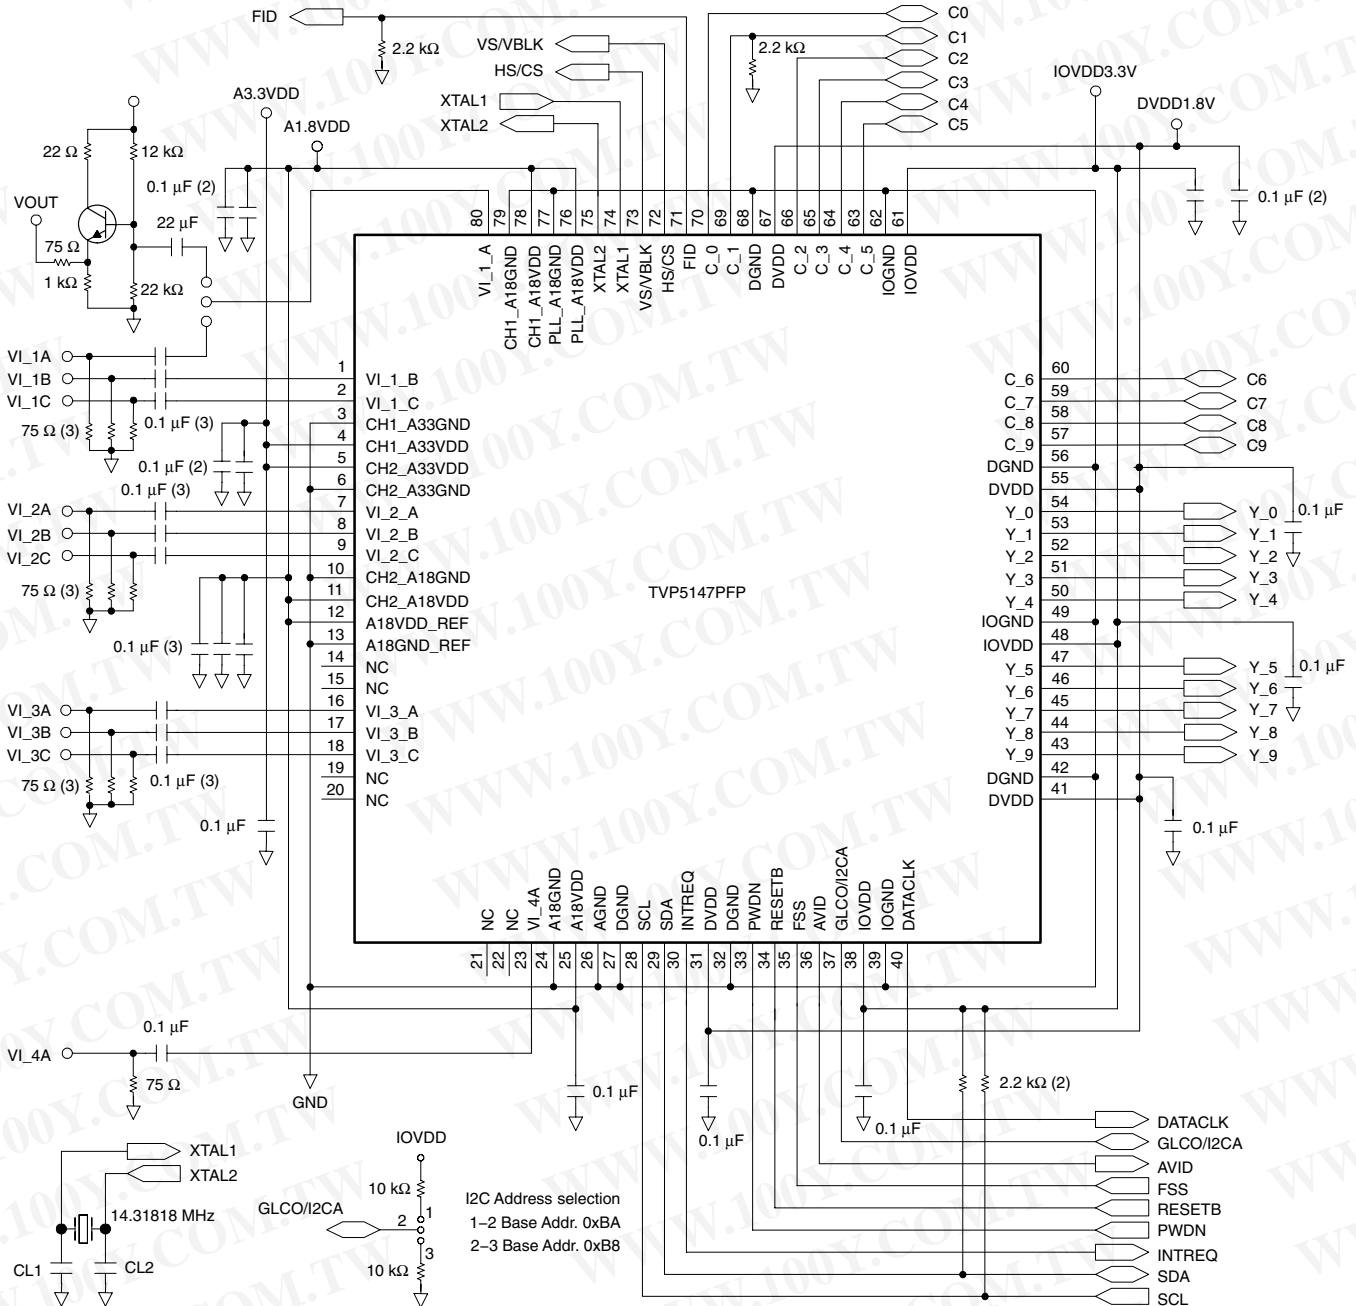 FID
2.2 kΩ
VS/VBLK
HS/CS
XTAL1
XTAL2
C0
C1
2.2 kΩ
C2
C3
C4
C5
IOVDD3.3V
DVDD1.8V
0.1 µF (2)
A3.3VDD
A1.8VDD
22 Ω
12 kΩ
0.1 µF (2)
VOUT
22 µF
75 Ω
1 kΩ
22 kΩ
80
79
78
77
76
75
74
73
72
71
70
69
68
67
66
65
64
63
62
61
VI_1_A
CH1_A18GND
CH1_A18VDD
PLL_A18GND
PLL_A18VDD
XTAL2
XTAL1
VS/VBLK
HS/CS
FID
C_0
C_1
DGND
DVDD
C_2
C_3
C_4
C_5
IOGND
IOVDD
VI_1A
VI_1B
VI_1C
75 Ω (3)
0.1 µF (3)
0.1 µF (2)
0.1 µF (3)
VI_2A
VI_2B
VI_2C
75 Ω (3)
0.1 µF (3)
VI_3A
VI_3B
VI_3C
75 Ω (3)
0.1 µF (3)
0.1 µF
1 VI_1_B
2 VI_1_C
3 CH1_A33GND
4 CH1_A33VDD
5 CH2_A33VDD
6 CH2_A33GND
7 VI_2_A
8 VI_2_B
9 VI_2_C
10 CH2_A18GND
11 CH2_A18VDD
12 A18VDD_REF
13 A18GND_REF
14 NC
15 NC
16 VI_3_A
17 VI_3_B
18 VI_3_C
19 NC
20 NC
TVP5147PFP
C_6 60 C6
C_7 59 C7
C_8 58 C8
C_9 57 C9
DGND 56
DVDD 55
Y_0 54 Y_0
0.1 µF
Y_1 53 Y_1
Y_2 52 Y_2
Y_3 51 Y_3
Y_4 50 Y_4
IOGND 49
IOVDD 48
Y_5 47 Y_5
0.1 µF
Y_6 46 Y_6
Y_7 45 Y_7
Y_8 44 Y_8
Y_9 43 Y_9
DGND 42
DVDD 41
0.1 µF
NC
NC
VI_4A
A18GND
A18VDD
AGND
DGND
SCL
SDA
INTREQ
DVDD
DGND
PWDN
RESETB
FSS
AVID
GLCO/I2CA
IOVDD
IOGND
DATACLK
21
22
23
24
25
26
27
28
29
30
31
32
33
34
35
36
37
38
39
40
0.1 µF
VI_4A
75 Ω
GND
0.1 µF
0.1 µF
0.1 µF
2.2 kΩ (2)
DATACLK
GLCO/I2CA
AVID
FSS
RESETB
PWDN
INTREQ
SDA
SCL
XTAL1
XTAL2
14.31818 MHz
CL1
CL2
IOVDD
10 kΩ
GLCO/I2CA
1
2
3
10 kΩ
I2C Address selection
1–2 Base Addr. 0xBA
2–3 Base Addr. 0xB8
WWW.100Y.COM.TW